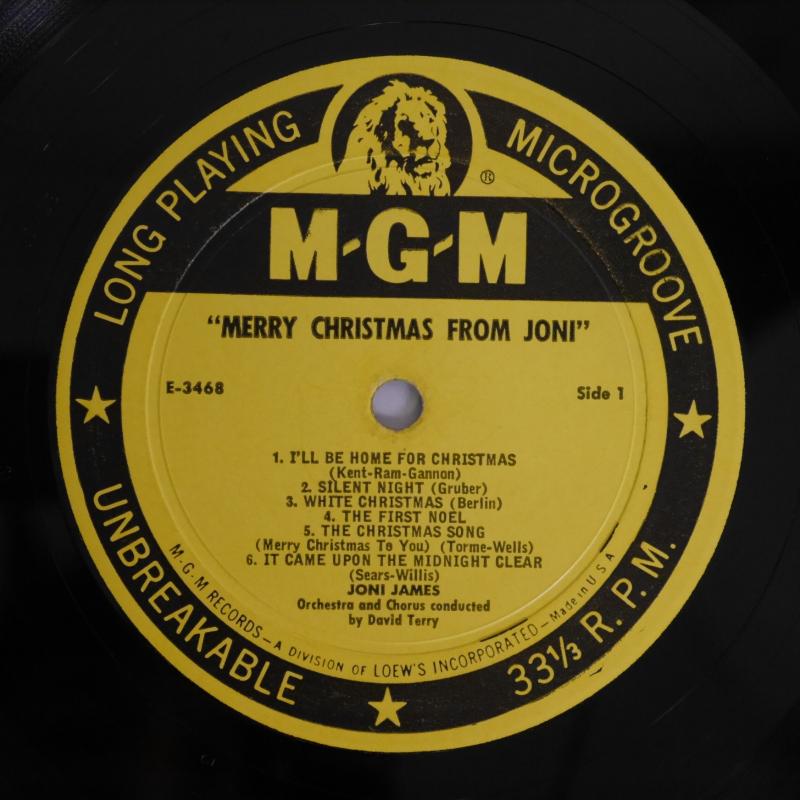 LONG PLAYING
MICROGROOVE
®
M-G-M
"MERRY CHRISTMAS FROM JONI"
E-3468
Side 1
1. I'LL BE HOME FOR CHRISTMAS
(Kent-Ram-Gannon)
2. SILENT NIGHT (Gruber)
3. WHITE CHRISTMAS (Berlin)
4. THE FIRST NOEL
5. THE CHRISTMAS SONG
(Merry Christmas To You) (Torme-Wells)
6. IT CAME UPON THE MIDNIGHT CLEAR
(Sears-Willis)
JONI JAMES
Orchestra and Chorus conducted
by David Terry
M-G-M RECORDS—A DIVISION OF LOEW'S INCORPORATED—Made in U S A
UNBREAKABLE
33⅓ R. P. M.